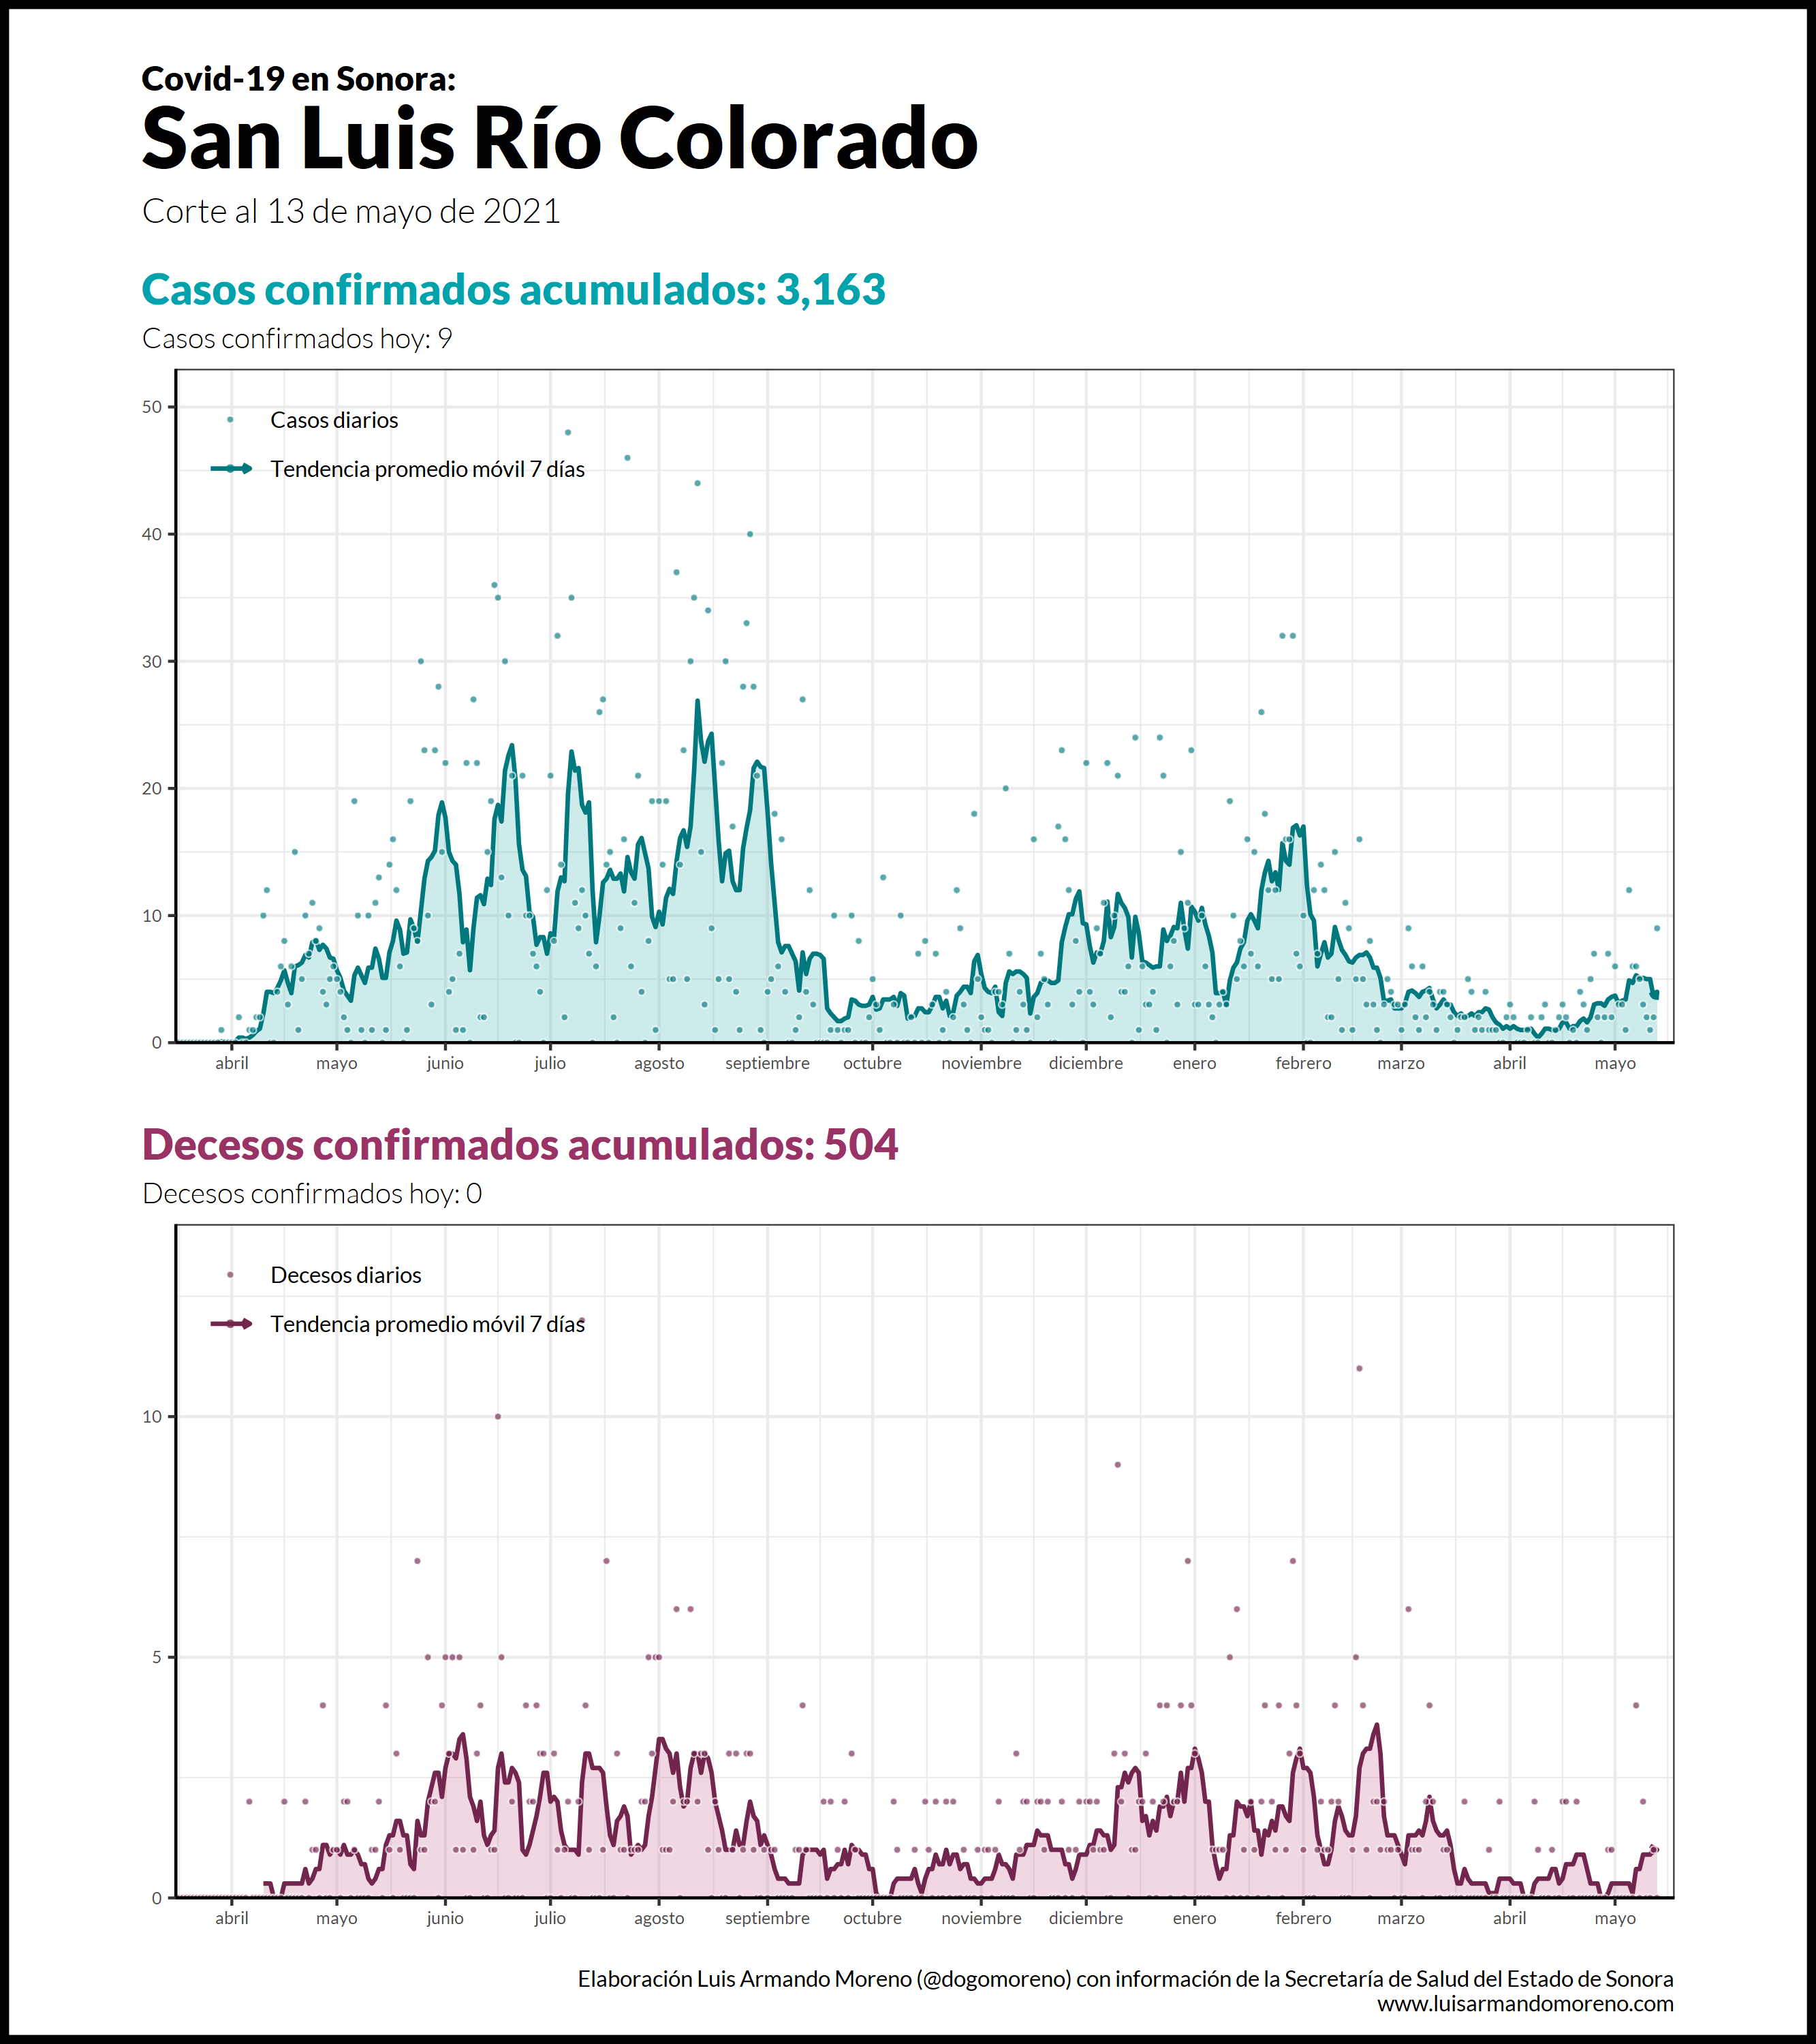 Covid-19 en Sonora:
San Luis Río Colorado
Corte al 13 de mayo de 2021
Casos confirmados acumulados: 3,163
Casos confirmados hoy: 9
50
Casos diarios
Tendencia promedio móvil 7 días
40
30
20
10
0
abril mayo junio julio agosto septiembre octubre noviembre diciembre enero febrero marzo abril mayo
Decesos confirmados acumulados: 504
Decesos confirmados hoy: 0
Decesos diarios
Tendencia promedio móvil 7 días
10
5
0
abril mayo junio julio agosto septiembre octubre noviembre diciembre enero febrero marzo abril mayo
Elaboración Luis Armando Moreno (@dogomoreno) con información de la Secretaría de Salud del Estado de Sonora
www.luisarmandomoreno.com